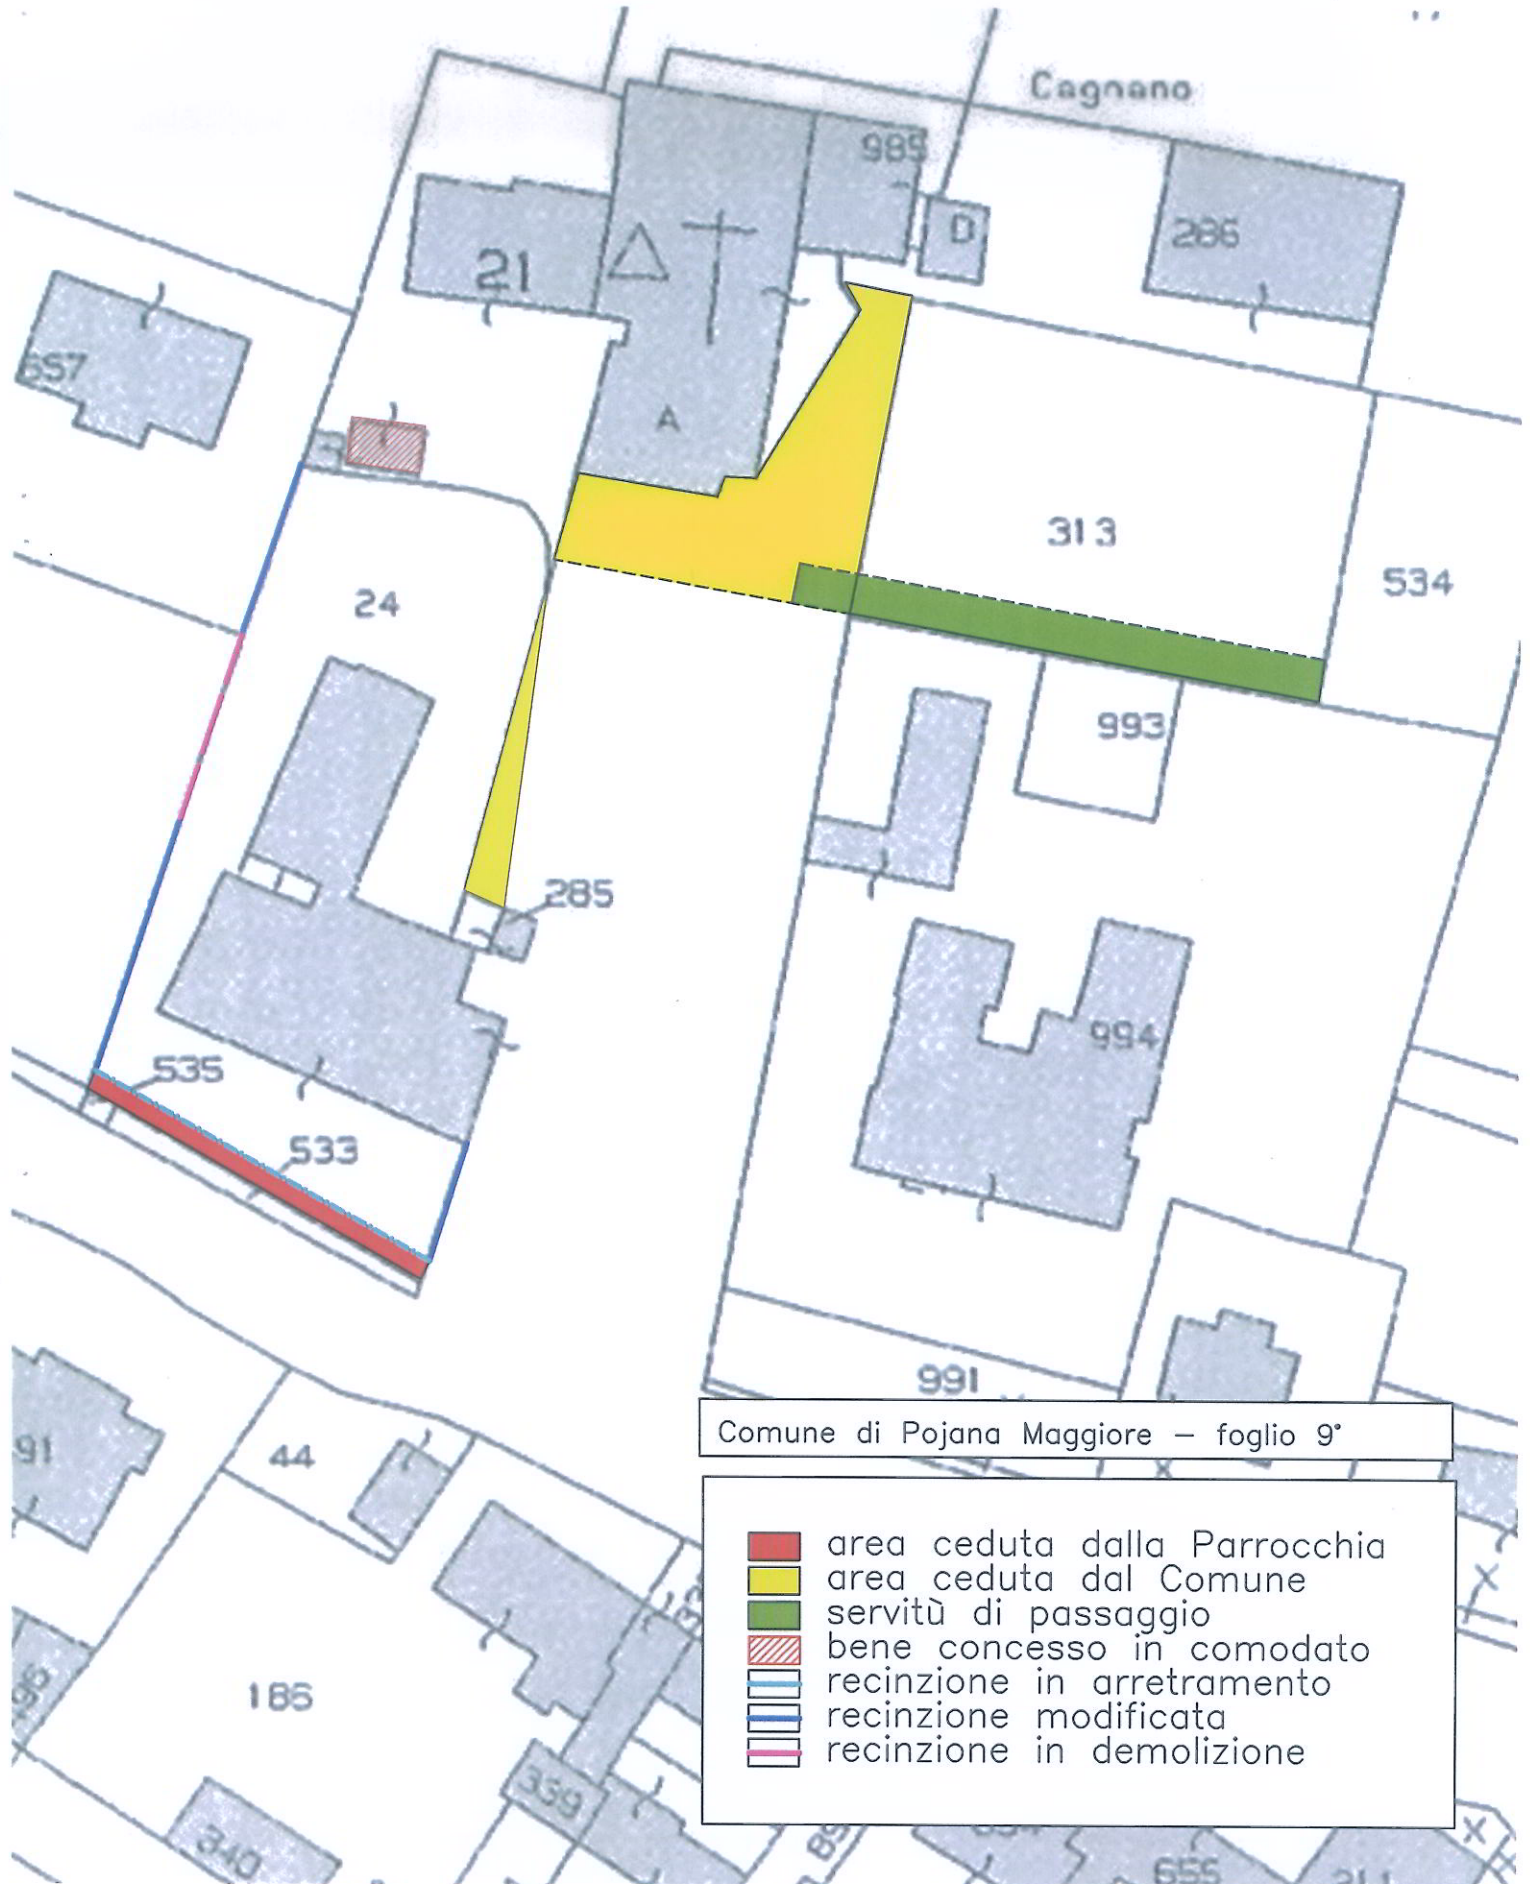 Cagnano
985
D
286
21
657
A
313
534
24
993
285
994
535
533
991
Comune di Pojana Maggiore – foglio 9°
91
44
area ceduta dalla Parrocchia
area ceduta dal Comune
servitù di passaggio
bene concesso in comodato
recinzione in arretramento
recinzione modificata
recinzione in demolizione
186
339
340
655